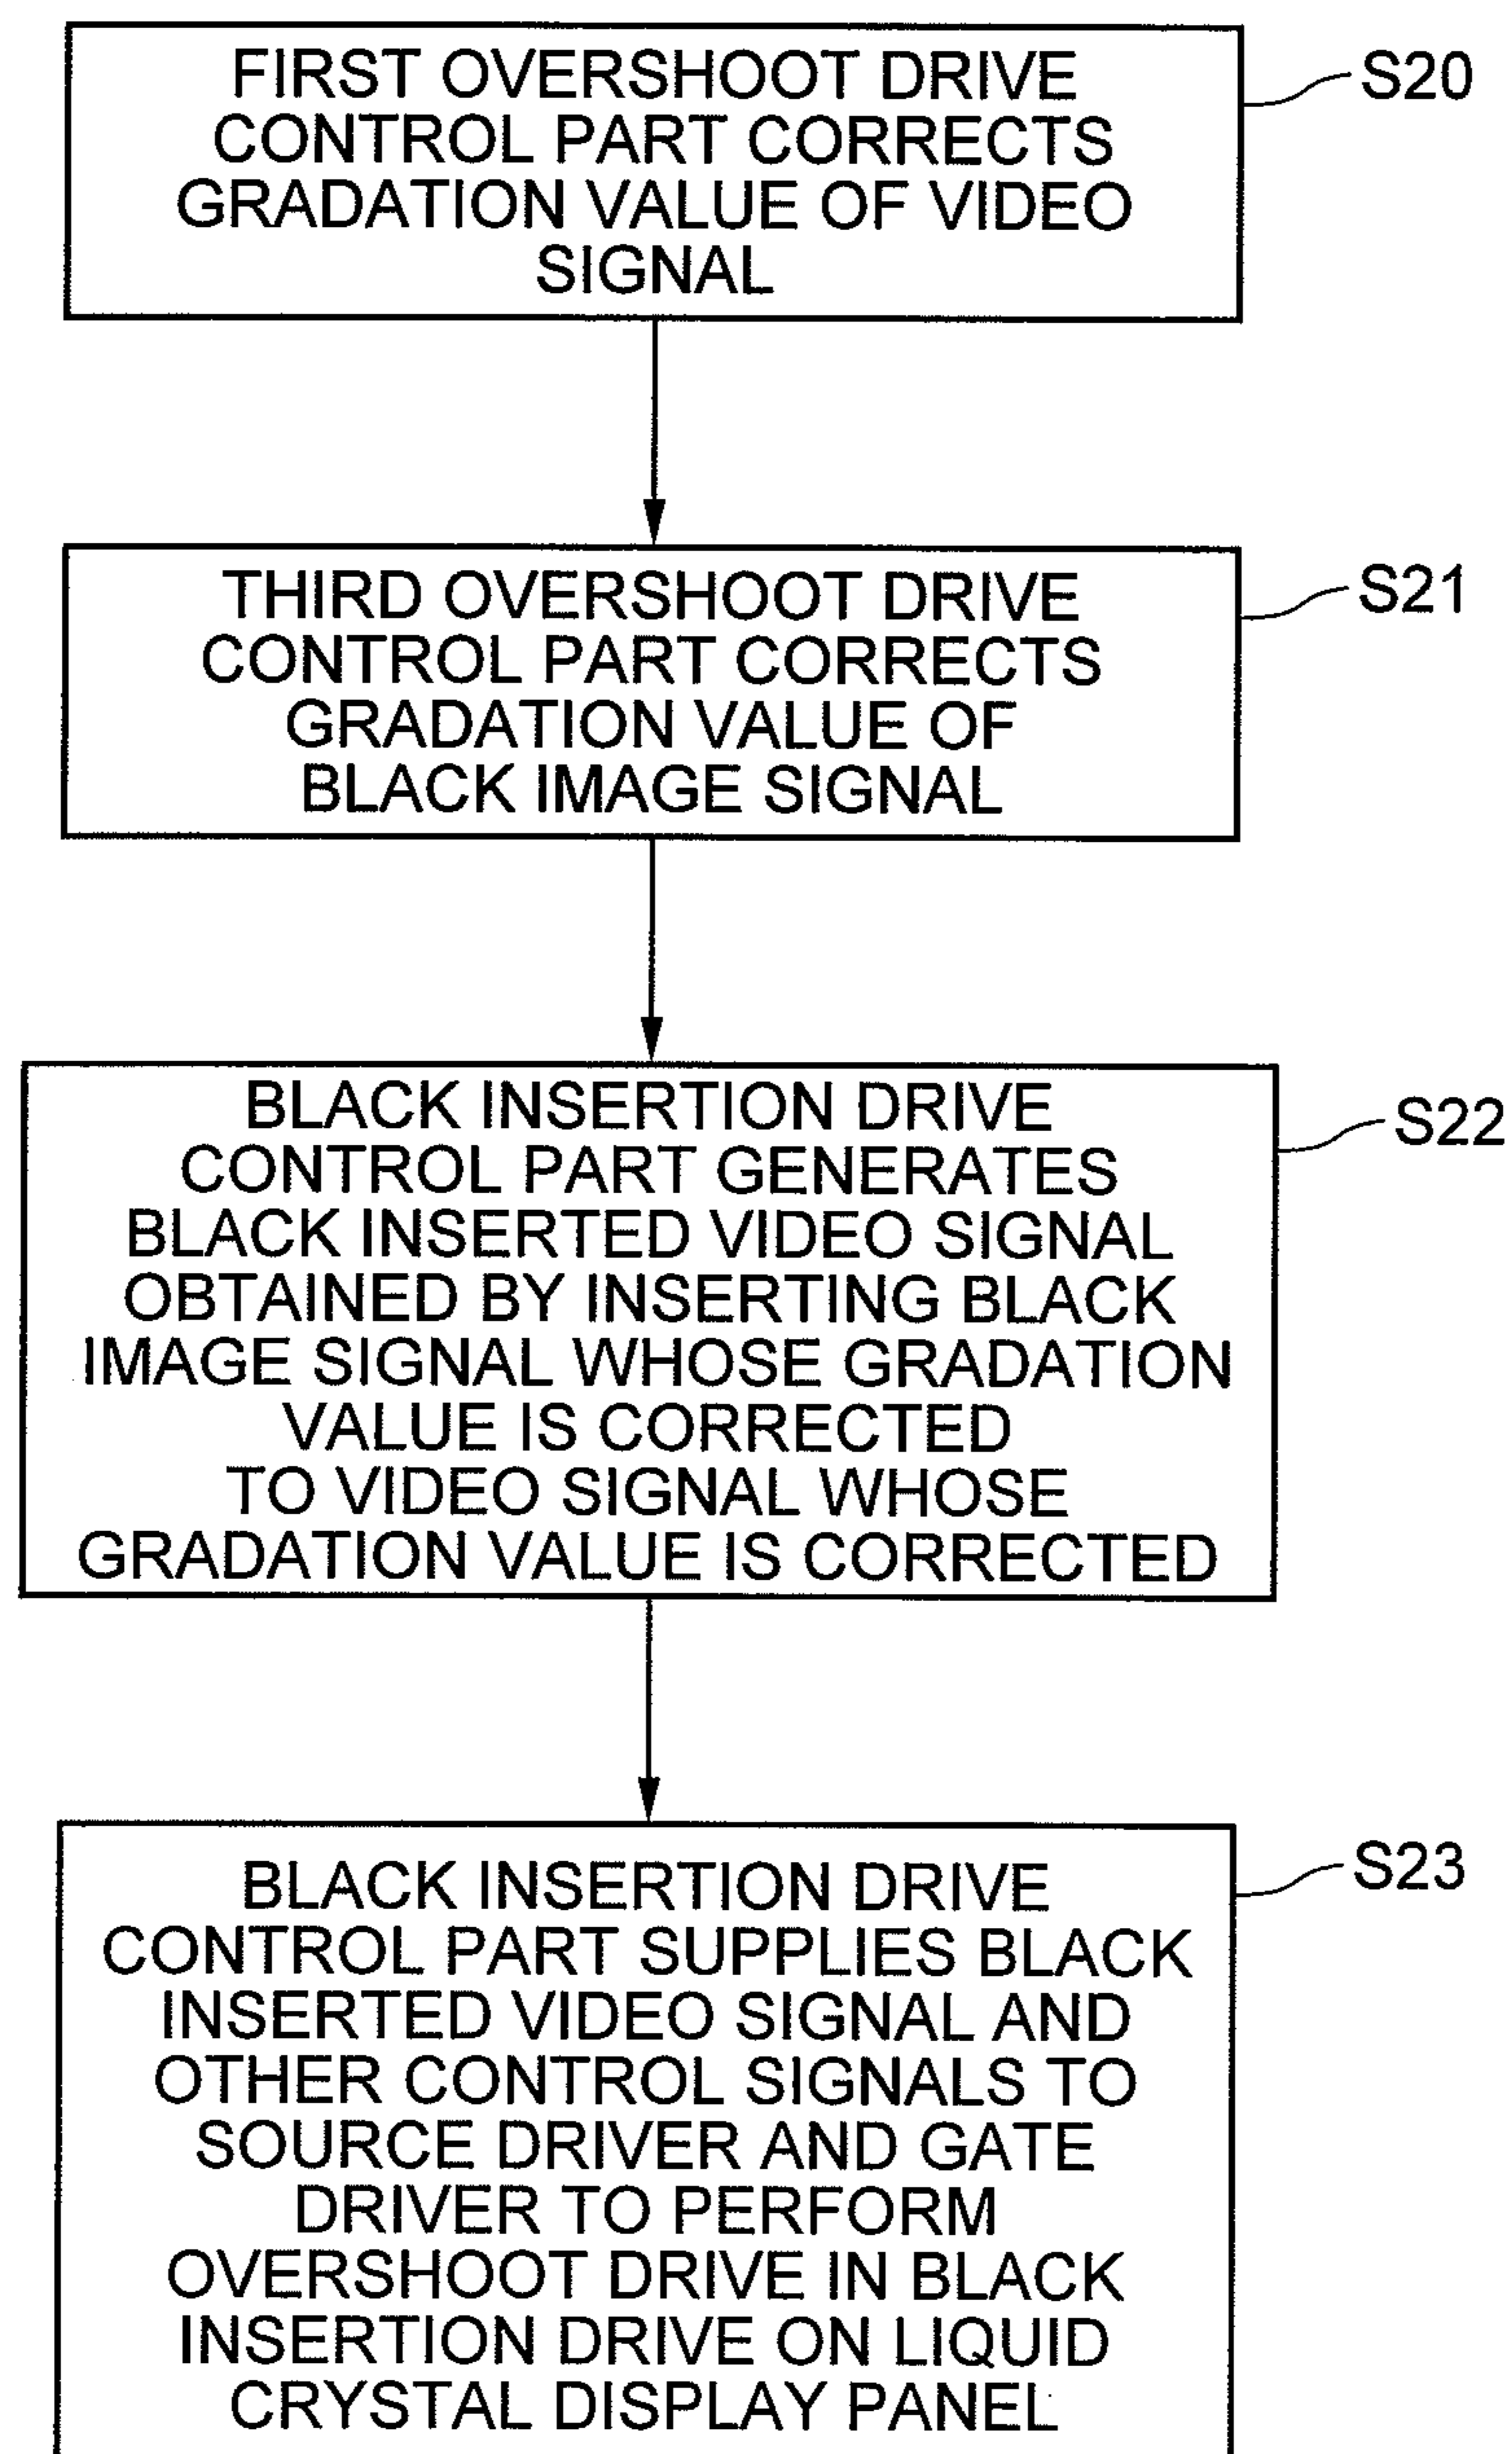 FIRST OVERSHOOT DRIVE
CONTROL PART CORRECTS
GRADATION VALUE OF VIDEO
SIGNAL
S20
THIRD OVERSHOOT DRIVE
CONTROL PART CORRECTS
GRADATION VALUE OF
BLACK IMAGE SIGNAL
S21
BLACK INSERTION DRIVE
CONTROL PART GENERATES
BLACK INSERTED VIDEO SIGNAL
OBTAINED BY INSERTING BLACK
IMAGE SIGNAL WHOSE GRADATION
VALUE IS CORRECTED
TO VIDEO SIGNAL WHOSE
GRADATION VALUE IS CORRECTED
S22
BLACK INSERTION DRIVE
CONTROL PART SUPPLIES BLACK
INSERTED VIDEO SIGNAL AND
OTHER CONTROL SIGNALS TO
SOURCE DRIVER AND GATE
DRIVER TO PERFORM
OVERSHOOT DRIVE IN BLACK
INSERTION DRIVE ON LIQUID
CRYSTAL DISPLAY PANEL
S23